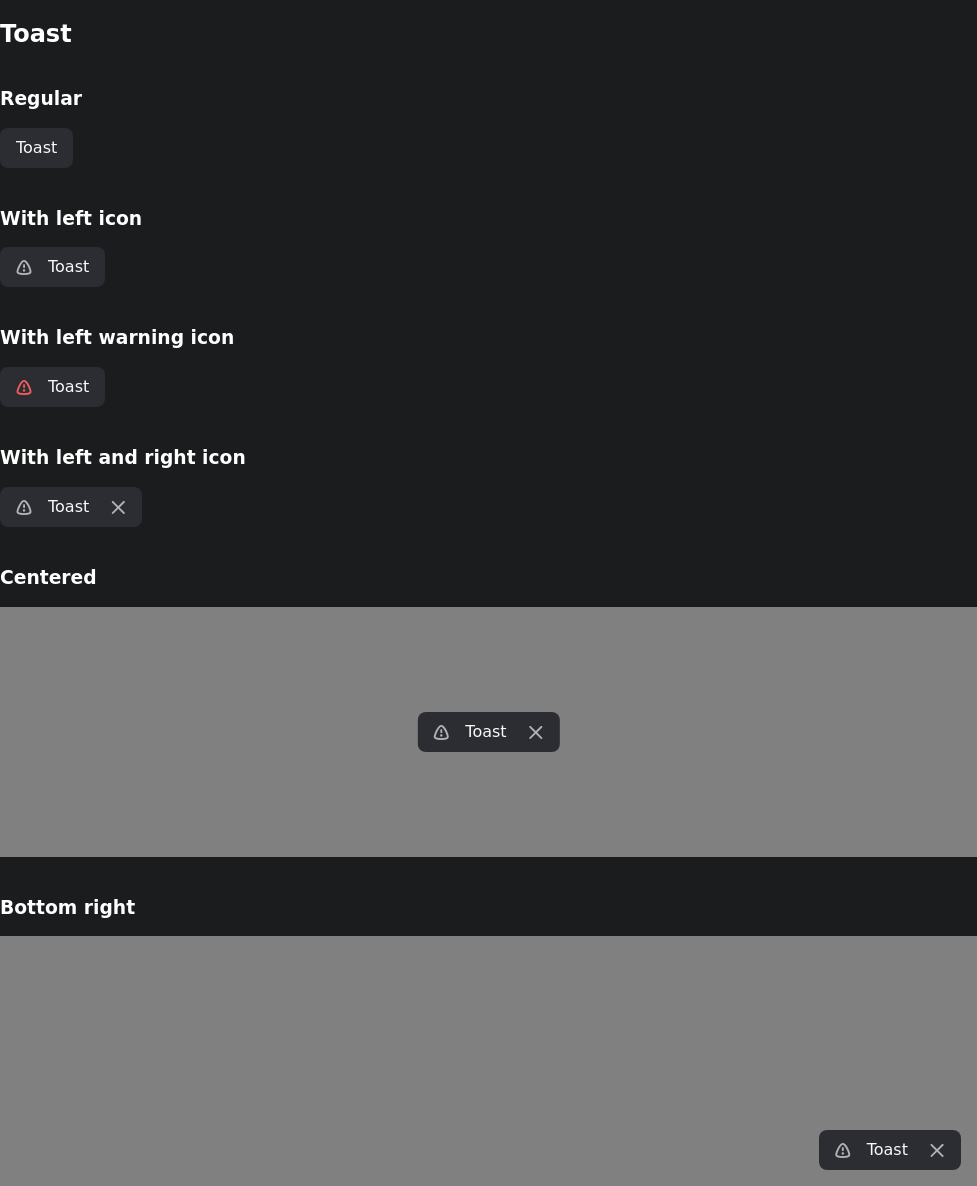 Toast
Regular
Toast
With left icon
Toast
With left warning icon
Toast
With left and right icon
Toast
Centered
Toast
Bottom right
Toast